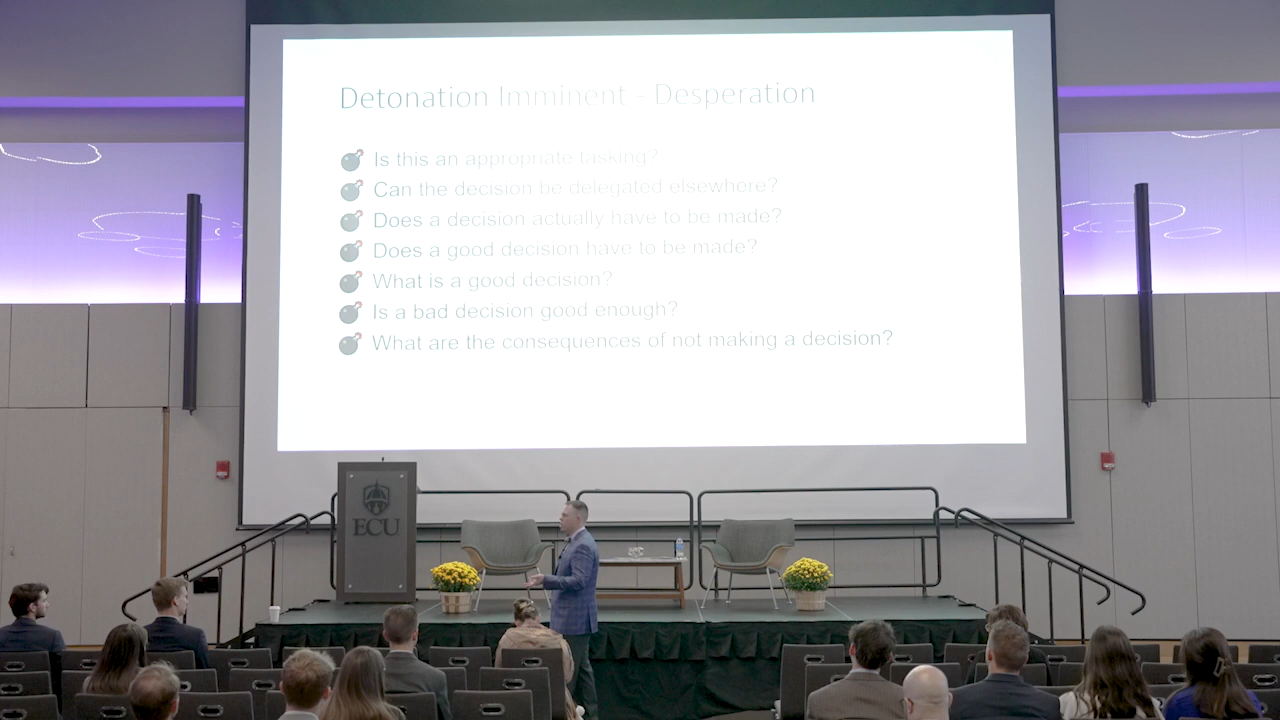 Detonation Imminent - Desperation
Is this an appropriate tasking?
Can the decision be delegated elsewhere?
Does a decision actually have to be made?
Does a good decision have to be made?
What is a good decision?
Is a bad decision good enough?
What are the consequences of not making a decision?
ECU